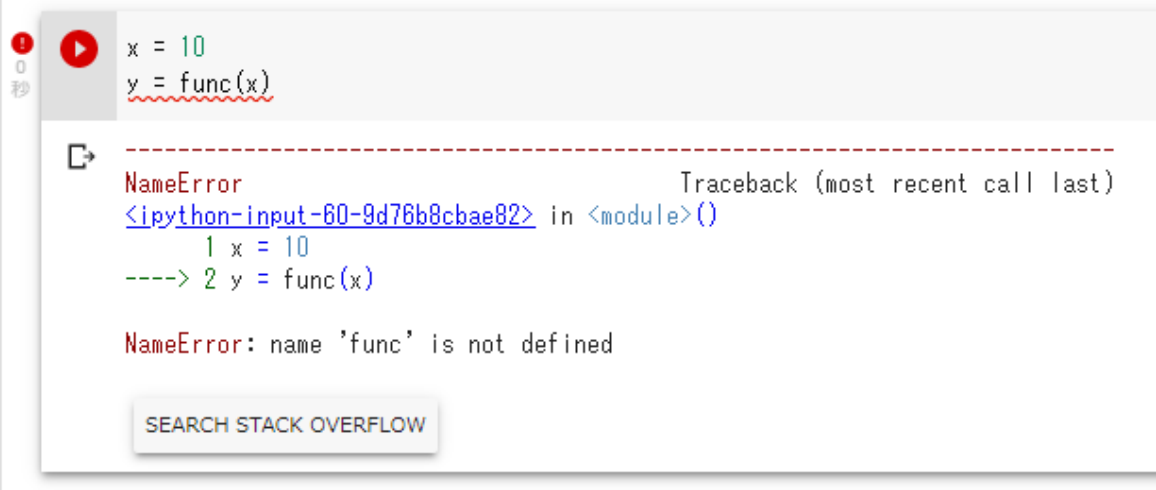 x = 10
0
秒
y = func(x)
---------------------------------------------------------------------------
NameError Traceback (most recent call last)
<ipython-input-60-9d76b8cbae82> in <module>()
1 x = 10
----> 2 y = func(x)
NameError: name 'func' is not defined
SEARCH STACK OVERFLOW